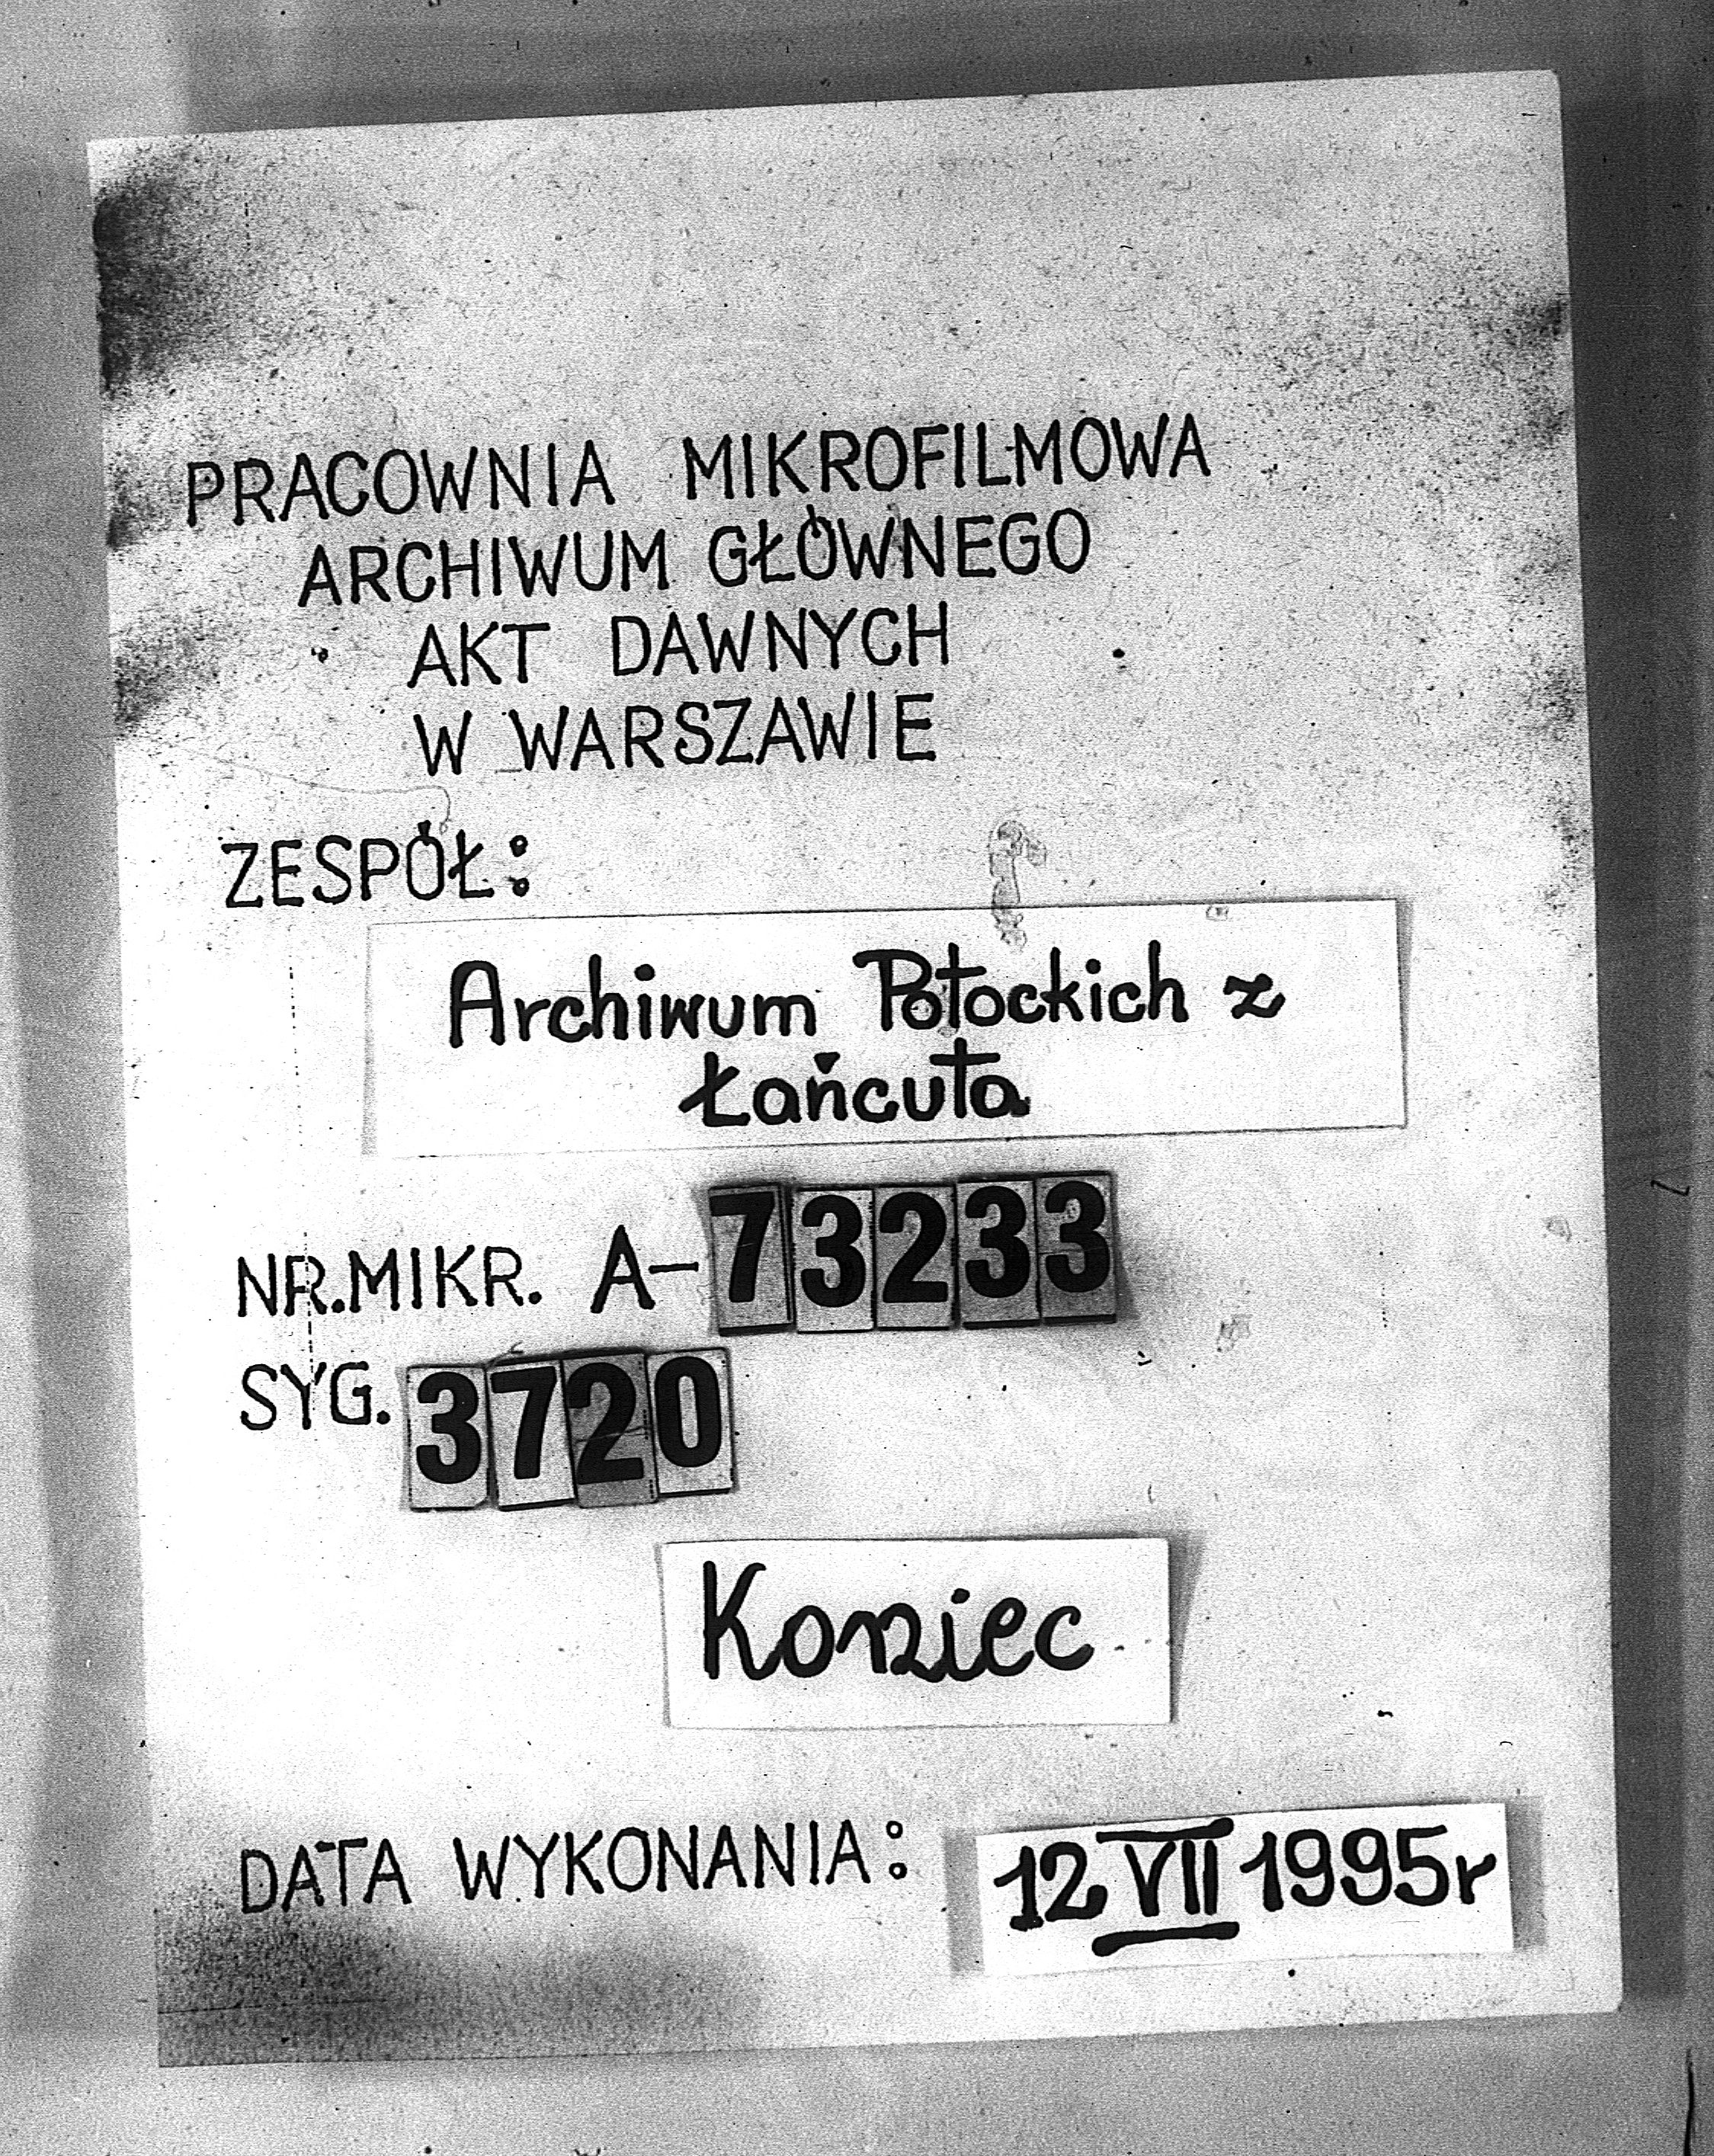 PRACOWNIA MIKROFILMOWA
ARCHIWUM GŁÓWNEGO
AKT DAWNYCH
W WARSZAWIE
ZESPÓŁ:
Archiwum Potockich z
Łańcuta
NR.MIKR. A-73233
SYG. 3720
Koniec
DATA WYKONANIA: 12 VII 1995r